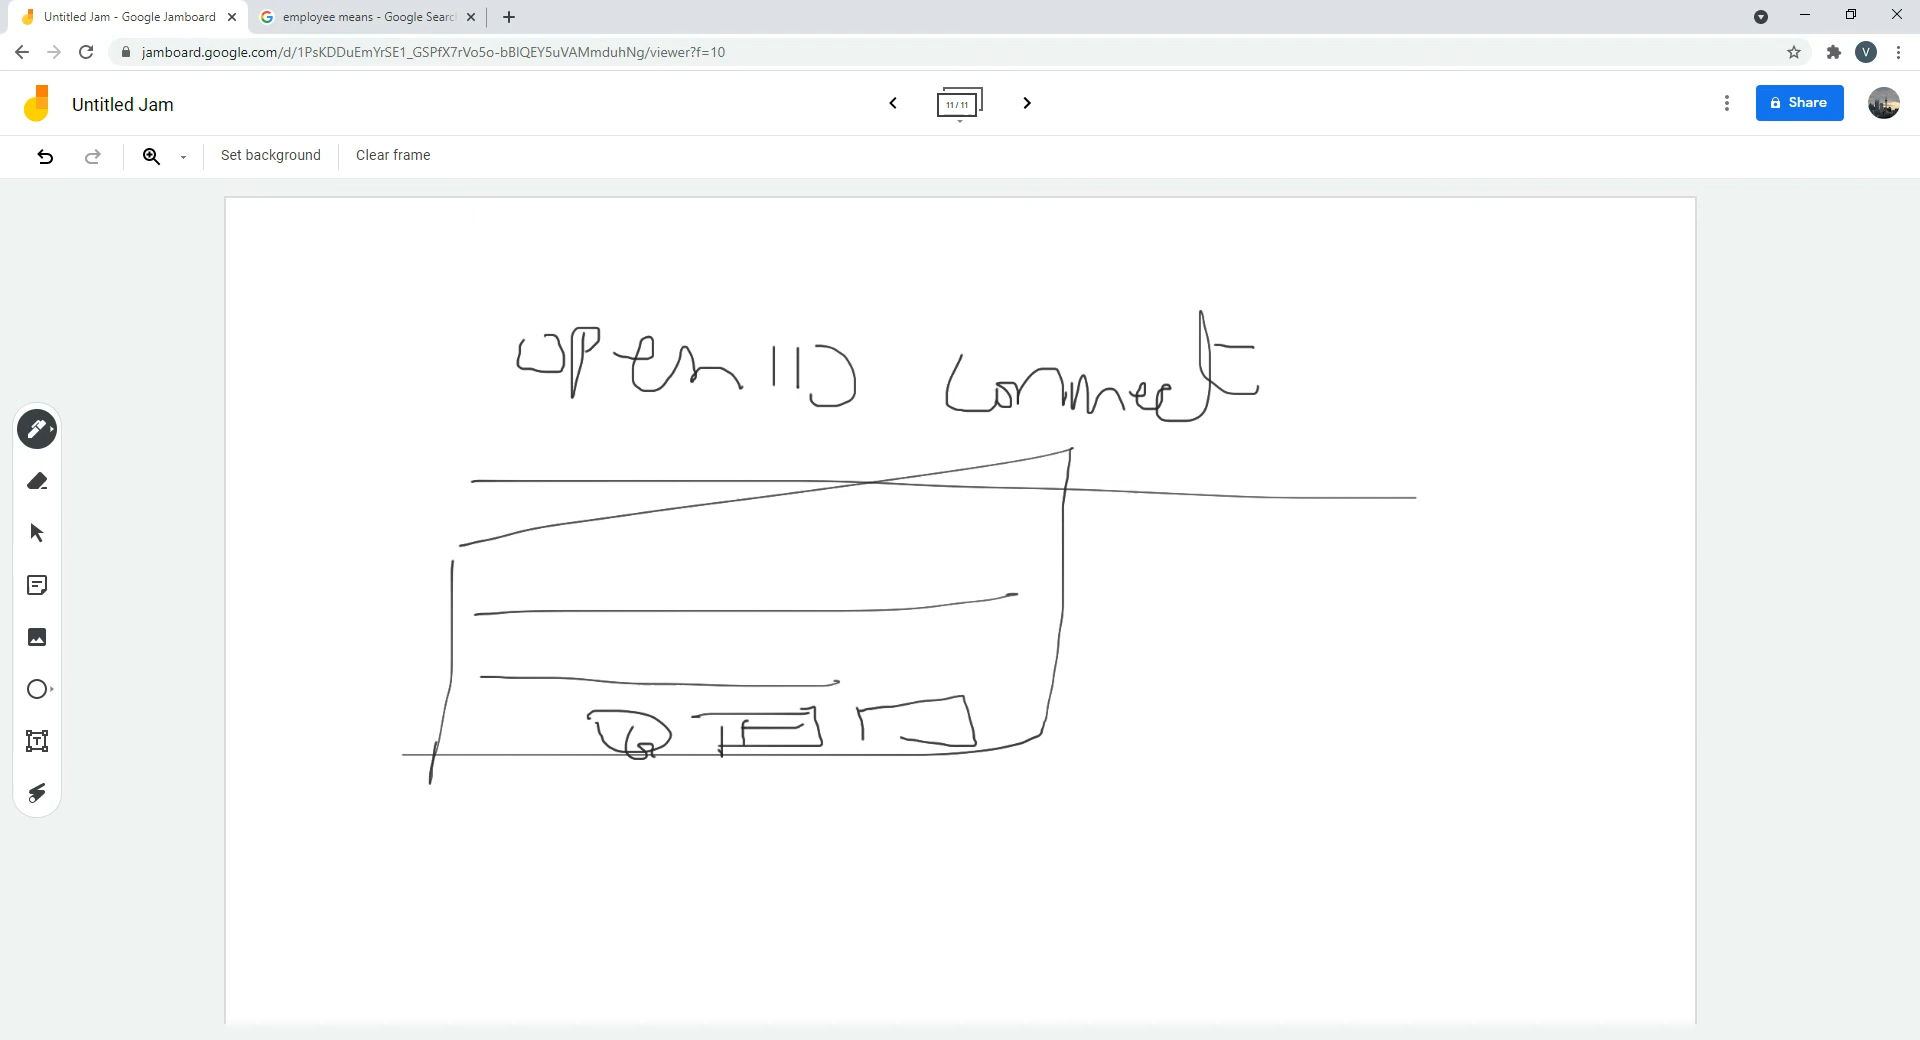 Untitled Jam - Google Jamboard
employee means - Google Searc
jamboard.google.com/d/1PsKDDuEmYrSE1_GSPfX7rVo5o-bBIQEY5uVAMmduhNg/viewer?f=10
V
Untitled Jam
11 / 11
Share
Set background
Clear frame
open ID connect
G F